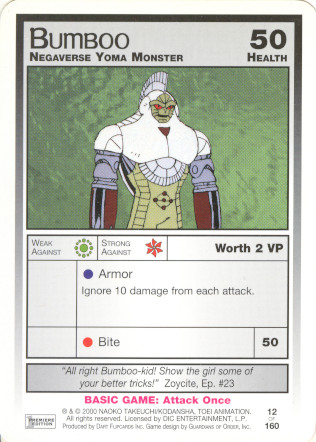 BUMBOO 50
NEGAVERSE YOMA MONSTER HEALTH
WEAK AGAINST STRONG AGAINST Worth 2 VP
Armor
Ignore 10 damage from each attack.
Bite 50
"All right Bumboo-kid! Show the girl some of
your better tricks!" Zoycite, Ep. #23
BASIC GAME: Attack Once
PREMIERE EDITION
® & © 2000 NAOKO TAKEUCHI/KODANSHA, TOEI ANIMATION.
All rights reserved. Licensed by DIC ENTERTAINMENT, L.P.
Produced by DART FLIPCARDS INC. Game design by GUARDIANS OF ORDER, INC.
12
OF
160